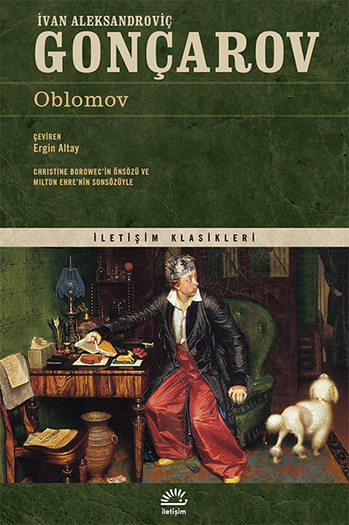 İVAN ALEKSANDROVİÇ
GONÇAROV
Oblomov
ÇEVİREN
Ergin Altay
CHRISTINE BOROWEC'İN ÖNSÖZÜ VE
MILTON EHRE'NİN SONSÖZÜYLE
İLETİŞİM KLASİKLERİ
iletişim